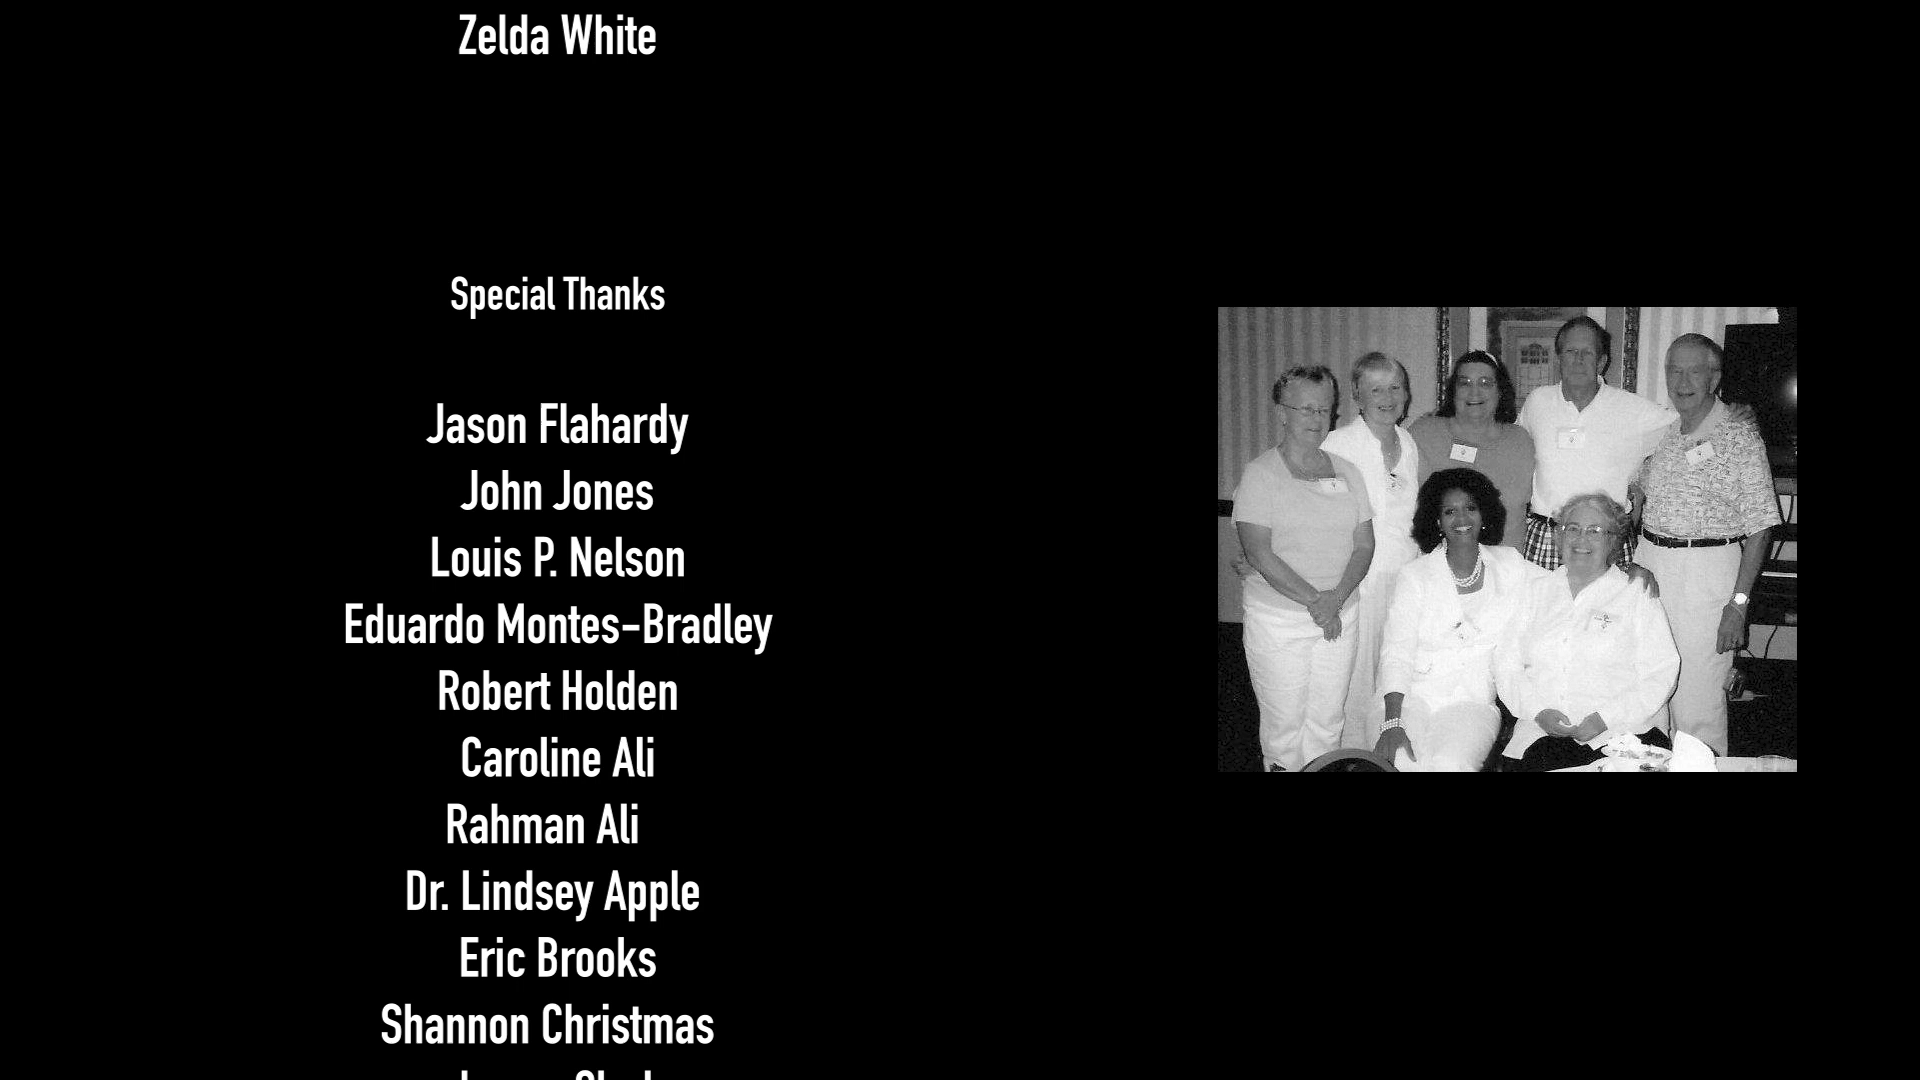 Zelda White
Special Thanks
Jason Flahardy
John Jones
Louis P. Nelson
Eduardo Montes-Bradley
Robert Holden
Caroline Ali
Rahman Ali
Dr. Lindsey Apple
Eric Brooks
Shannon Christmas